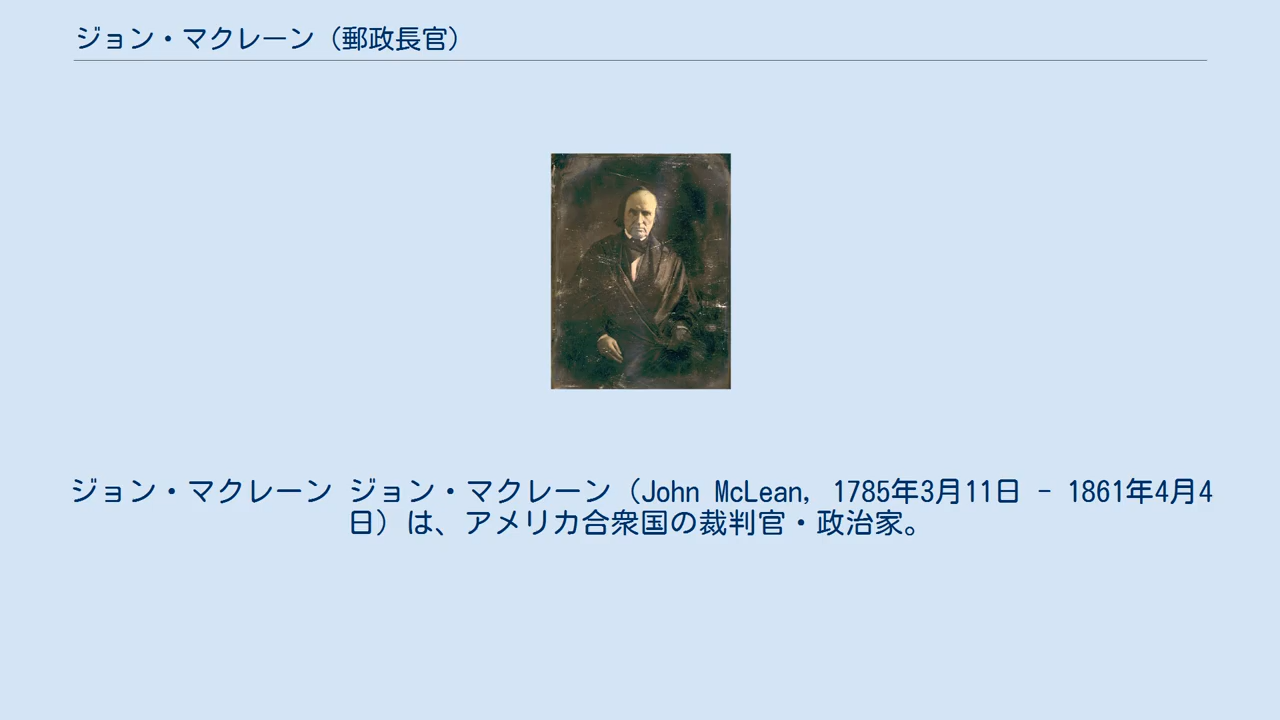 ジョン・マクレーン（郵政長官）
ジョン・マクレーン ジョン・マクレーン（John McLean, 1785年3月11日 – 1861年4月4
日）は、アメリカ合衆国の裁判官・政治家。